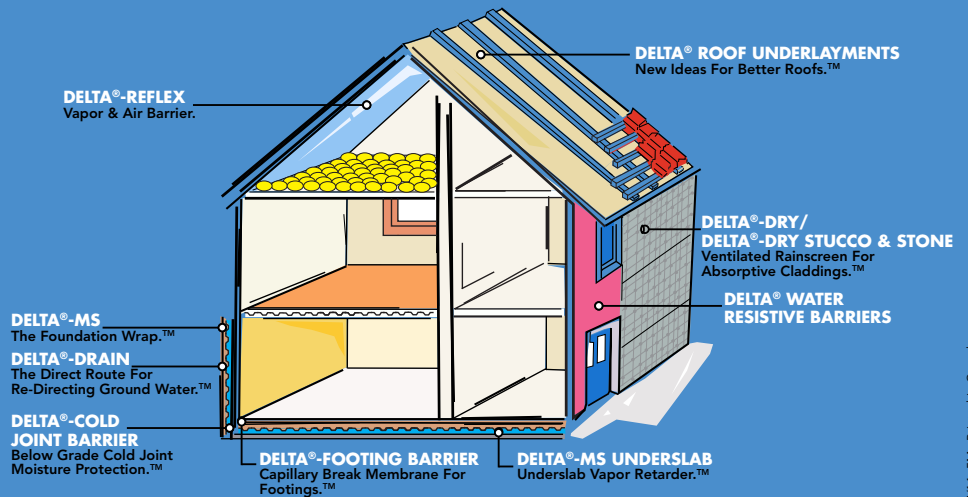 DELTA®-REFLEX
Vapor & Air Barrier.
DELTA® ROOF UNDERLAYMENTS
New Ideas For Better Roofs.™
DELTA®-DRY/
DELTA®-DRY STUCCO & STONE
Ventilated Rainscreen For
Absorptive Claddings.™
DELTA® WATER
RESISTIVE BARRIERS
DELTA®-MS
The Foundation Wrap.™
DELTA®-DRAIN
The Direct Route For
Re-Directing Ground Water.™
DELTA®-COLD
JOINT BARRIER
Below Grade Cold Joint
Moisture Protection.™
DELTA®-FOOTING BARRIER
Capillary Break Membrane For
Footings.™
DELTA®-MS UNDERSLAB
Underslab Vapor Retarder.™